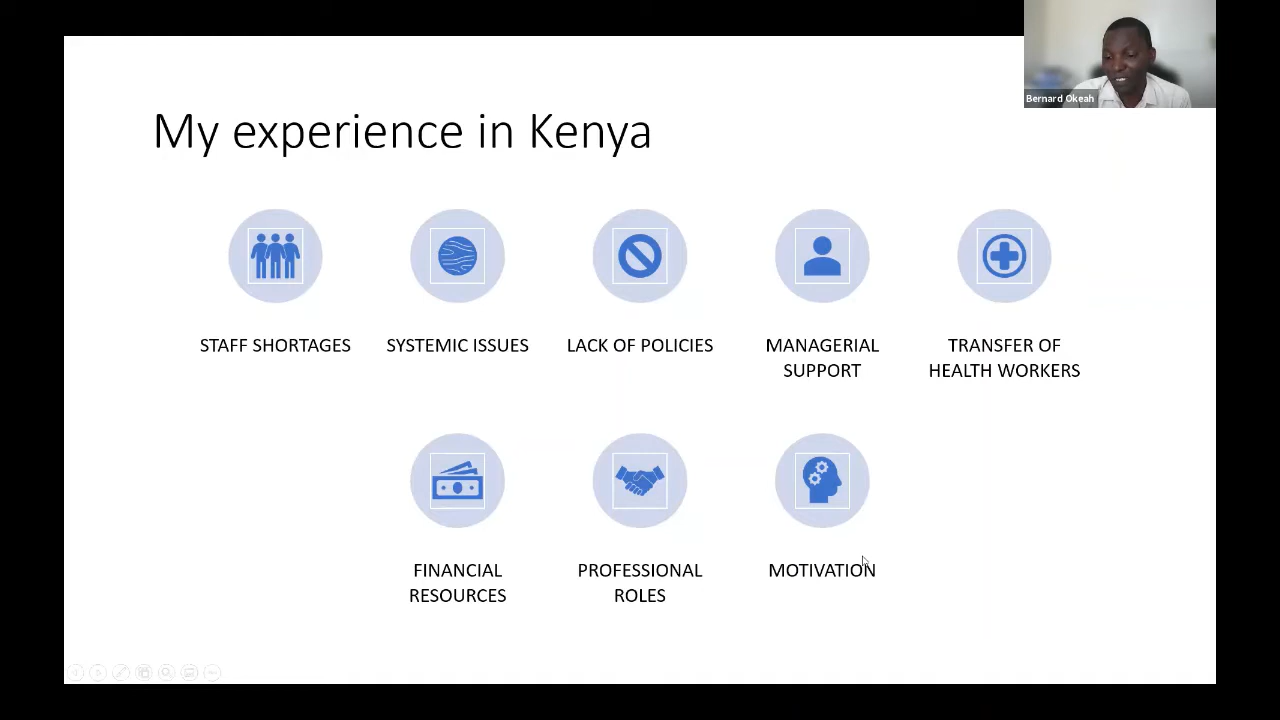 Bernard Okeah
My experience in Kenya
STAFF SHORTAGES
SYSTEMIC ISSUES
LACK OF POLICIES
MANAGERIAL
SUPPORT
TRANSFER OF
HEALTH WORKERS
FINANCIAL
RESOURCES
PROFESSIONAL
ROLES
MOTIVATION